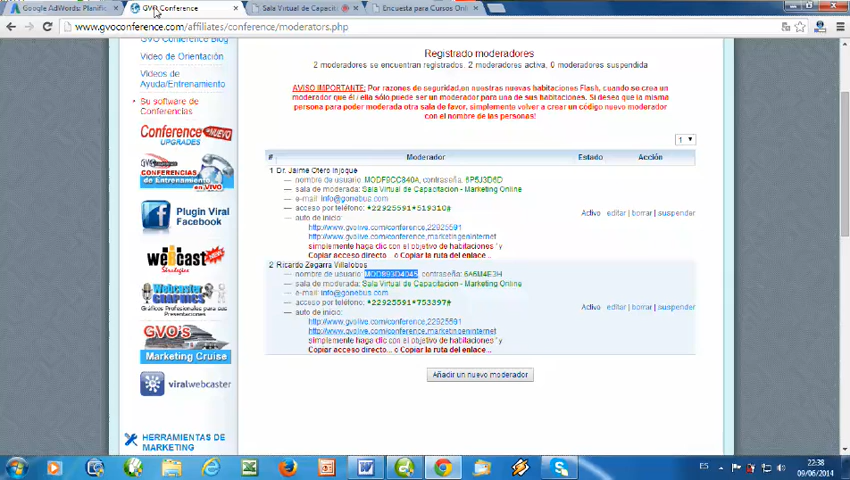 Google AdWords: Planific
GVO Conference
Sala Virtual de Capacit
Encuesta para Cursos Onl
www.gvoconference.com/affiliates/conference/moderators.php
GVO Conference Blog
Video de Orientación
Videos de
Ayuda/Entrenamiento
Su software de
Conferencias
Conference NUEVO
UPGRADES
CONFERENCIAS
de Entrenamiento en VIVO
Plugin Viral
Facebook
webcast
Strategies
Webcaster
GRAPHICS
Gráficos Profesionales para sus
Presentaciones
GVO's
Marketing Cruise
viralwebcaster
HERRAMIENTAS DE
MARKETING
Registrado moderadores
2 moderadores se encuentran registrados. 2 moderadores activa, 0 moderadores suspendida
AVISO IMPORTANTE: Por razones de seguridad,en nuestras nuevas habitaciones Flash, cuando se crea un
moderador que él / ella sólo puede ser un moderador para una de sus habitaciones. Si desea que la misma
persona para poder moderada otra sala de favor, simplemente volver a crear un código nuevo moderador
con el nombre de las personas!
1
# Moderador Estado Acción
1 Dr. Jaime Otero Injoque
nombre de usuario: contraseña:
sala de moderada: Sala Virtual de Capacitacion - Marketing Online
e-mail: info@gonebus.com
acceso por teléfono: *22925591*519310#
auto de inicio:
http://www.gvolive.com/conference,22925591
http://www.gvolive.com/conference,marketingeninternet
simplemente haga clic con el objetivo de habitaciones 'y
Copiar acceso directo... o Copiar la ruta del enlace...
Activo editar | borrar | suspender
2 Ricardo Zegarra Villalobos
nombre de usuario: contraseña:
sala de moderada: Sala Virtual de Capacitacion - Marketing Online
e-mail: info@gonebus.com
acceso por teléfono: *22925591*753397#
auto de inicio:
http://www.gvolive.com/conference,22925591
http://www.gvolive.com/conference,marketingeninternet
simplemente haga clic con el objetivo de habitaciones 'y
Copiar acceso directo... o Copiar la ruta del enlace...
Activo editar | borrar | suspender
Añadir un nuevo moderador
ES
22:38
09/06/2014